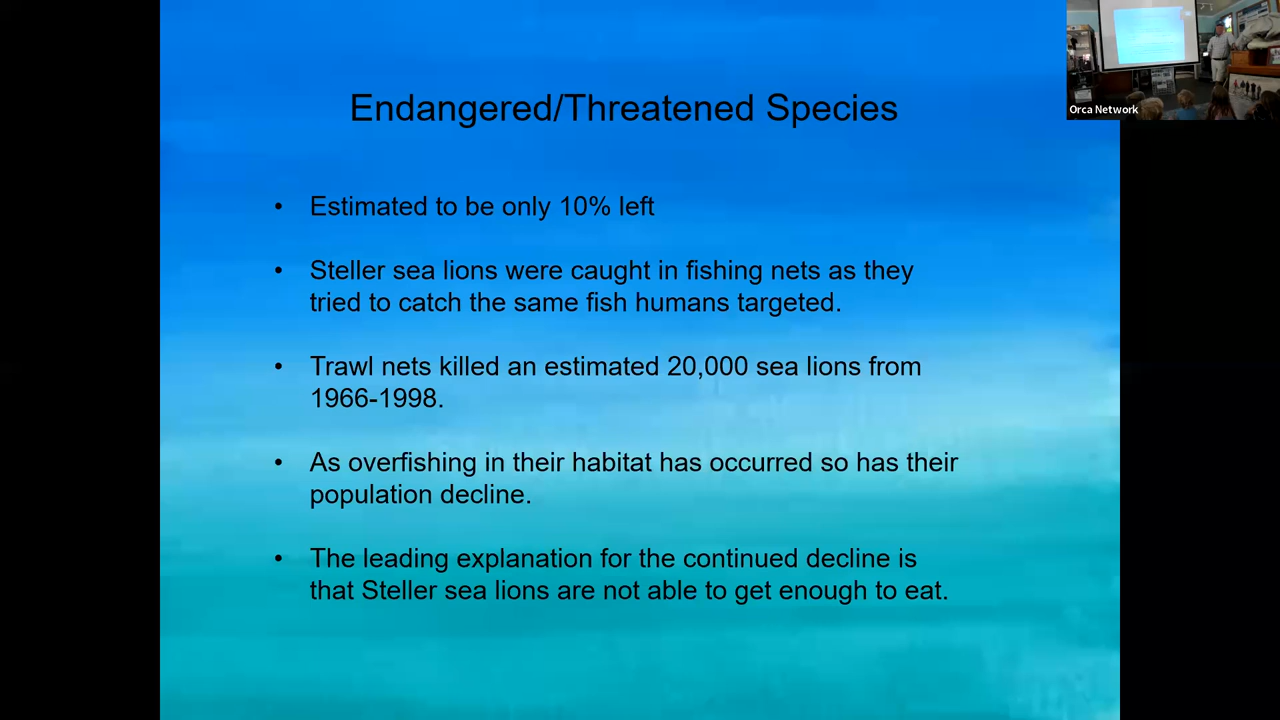 Endangered/Threatened Species
Orca Network
• Estimated to be only 10% left
• Steller sea lions were caught in fishing nets as they
tried to catch the same fish humans targeted.
• Trawl nets killed an estimated 20,000 sea lions from
1966-1998.
• As overfishing in their habitat has occurred so has their
population decline.
• The leading explanation for the continued decline is
that Steller sea lions are not able to get enough to eat.